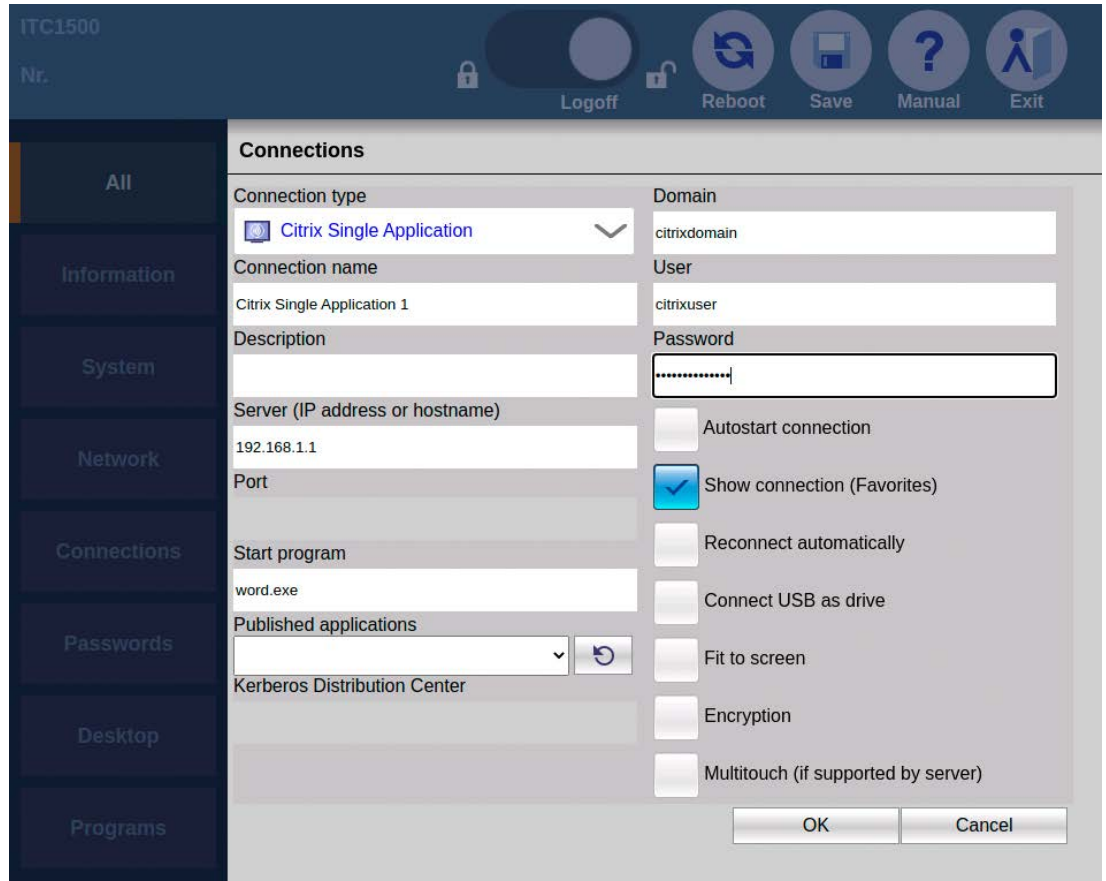 ITC1500
Nr.
Logoff
Reboot
Save
Manual
Exit
All
Information
System
Network
Connections
Passwords
Desktop
Programs
Connections
Connection type
Citrix Single Application
Connection name
Citrix Single Application 1
Description
Server (IP address or hostname)
192.168.1.1
Port
Start program
word.exe
Published applications
Kerberos Distribution Center
Domain
citrixdomain
User
citrixuser
Password
••••••••••••••
Autostart connection
Show connection (Favorites)
Reconnect automatically
Connect USB as drive
Fit to screen
Encryption
Multitouch (if supported by server)
OK
Cancel